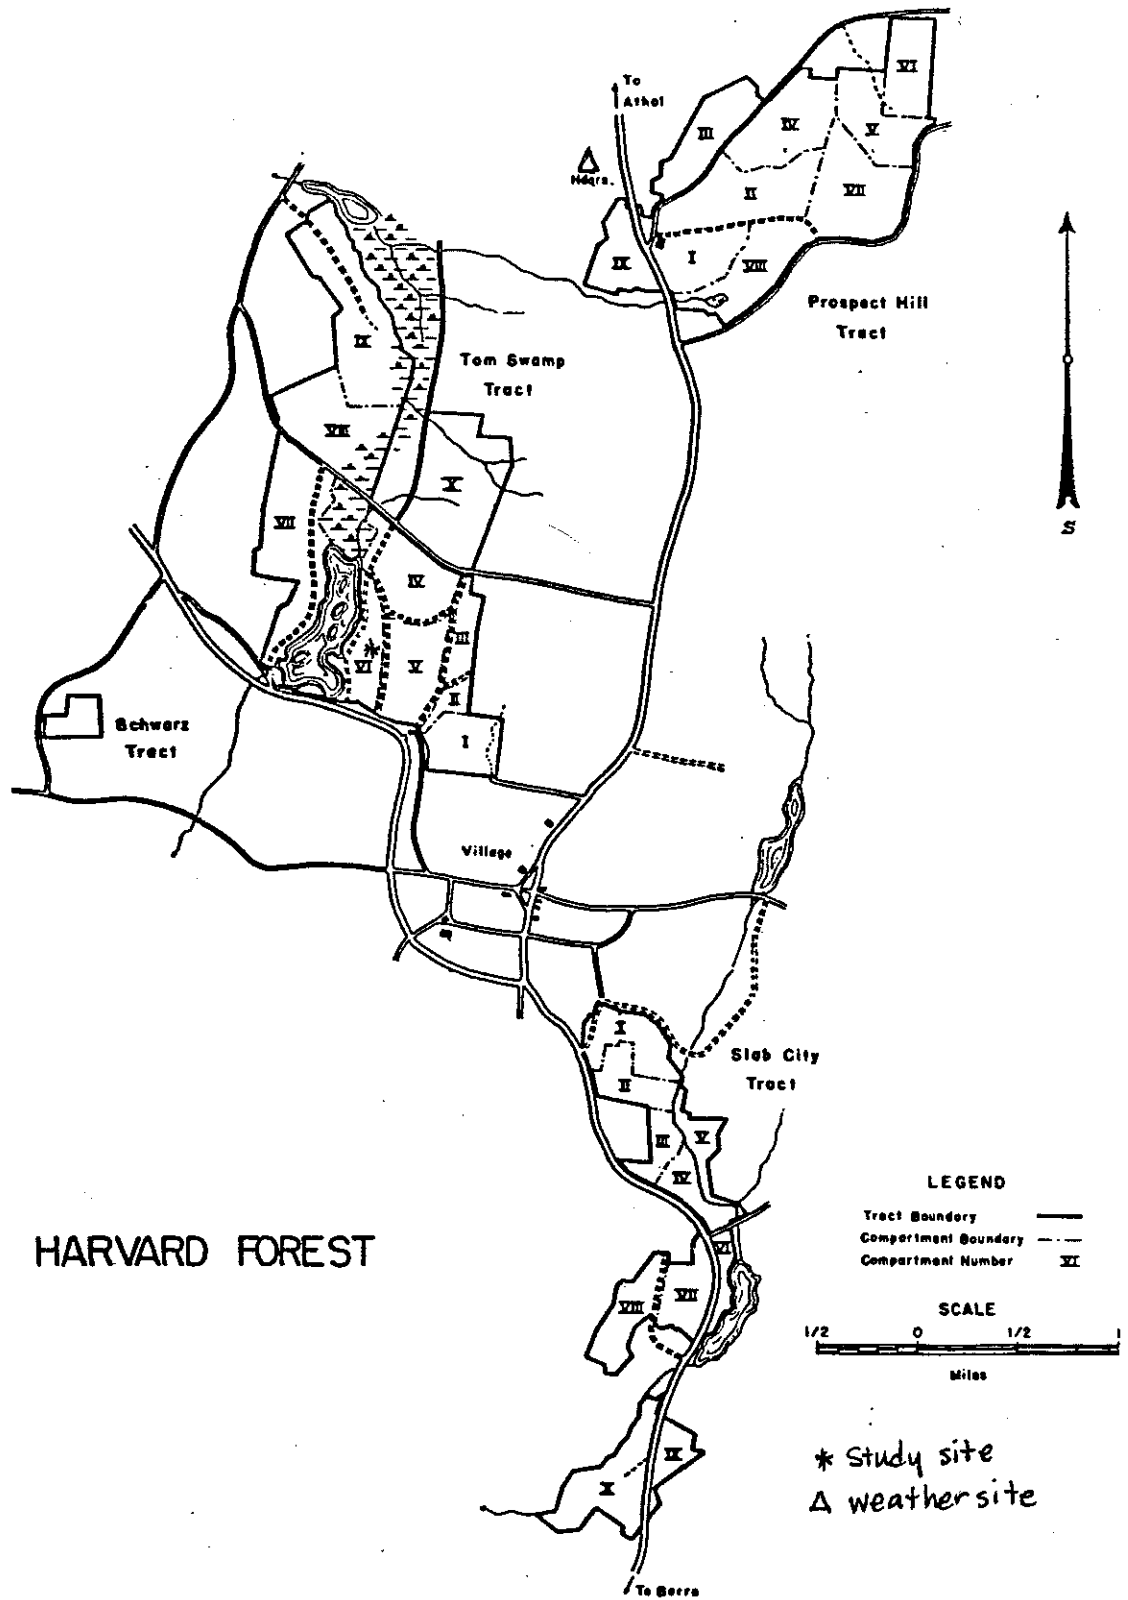 VI
To
Athol
III
IV
V
Hdqrs.
II
VII
IX
I
VIII
Prospect Hill
Tract
IX
Tom Swamp
Tract
VIII
X
VII
S
IV
III
*
VI
V
II
Schwarz
Tract
I
Village
I
Slab City
Tract
II
III
V
IV
LEGEND
Tract Boundary
Compartment Boundary
Compartment Number VI
HARVARD FOREST
VI
VII
VIII
SCALE
1/2 0 1/2 1
Miles
IX
X
* Study site
Δ weather site
To Barre